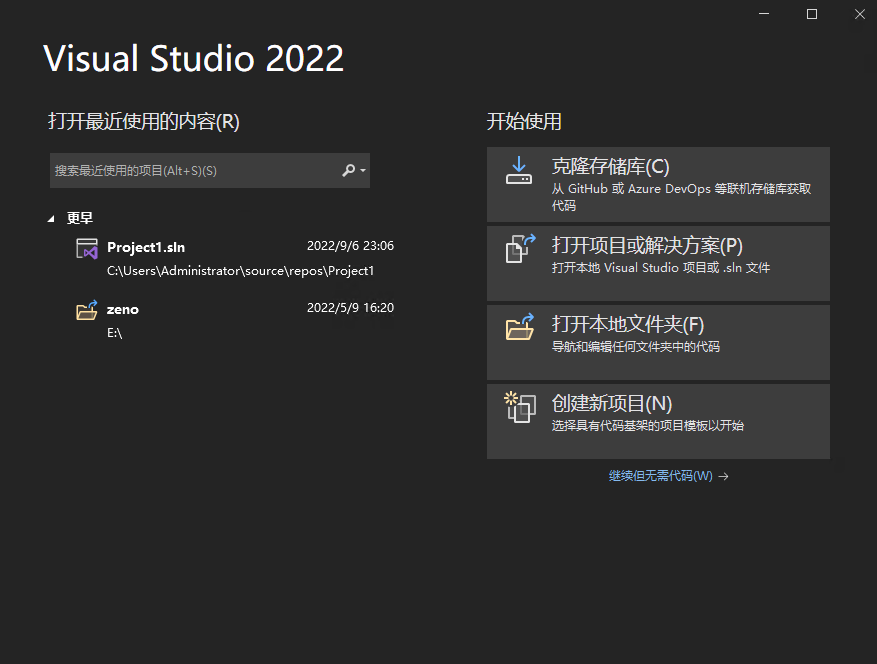 Visual Studio 2022
打开最近使用的内容(R)
搜索最近使用的项目(Alt+S)(S)
更早
Project1.sln 2022/9/6 23:06
C:\Users\Administrator\source\repos\Project1
zeno 2022/5/9 16:20
E:\
开始使用
克隆存储库(C)
从 GitHub 或 Azure DevOps 等联机存储库获取
代码
打开项目或解决方案(P)
打开本地 Visual Studio 项目或 .sln 文件
打开本地文件夹(F)
导航和编辑任何文件夹中的代码
创建新项目(N)
选择具有代码基架的项目模板以开始
继续但无需代码(W) →